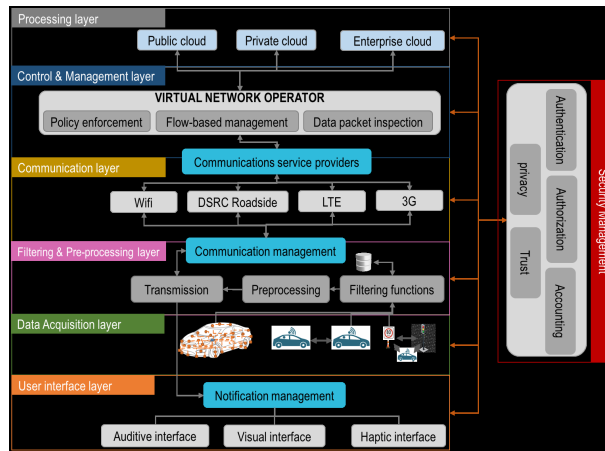 Processing layer
Public cloud
Private cloud
Enterprise cloud
Control & Management layer
VIRTUAL NETWORK OPERATOR
Policy enforcement
Flow-based management
Data packet inspection
Communication layer
Communications service providers
Wifi
DSRC Roadside
LTE
3G
Filtering & Pre-processing layer
Communication management
Transmission
Preprocessing
Filtering functions
Data Acquisition layer
User interface layer
Notification management
Auditive interface
Visual interface
Haptic interface
Authentication
privacy
Authorization
Trust
Accounting
Security Management